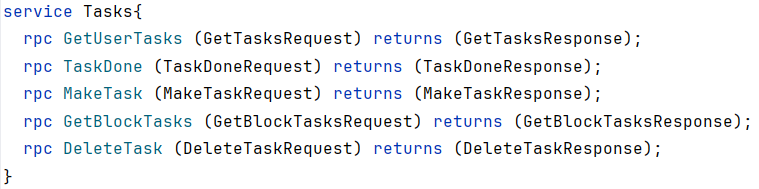 service Tasks{
  rpc GetUserTasks (GetTasksRequest) returns (GetTasksResponse);
  rpc TaskDone (TaskDoneRequest) returns (TaskDoneResponse);
  rpc MakeTask (MakeTaskRequest) returns (MakeTaskResponse);
  rpc GetBlockTasks (GetBlockTasksRequest) returns (GetBlockTasksResponse);
  rpc DeleteTask (DeleteTaskRequest) returns (DeleteTaskResponse);
}